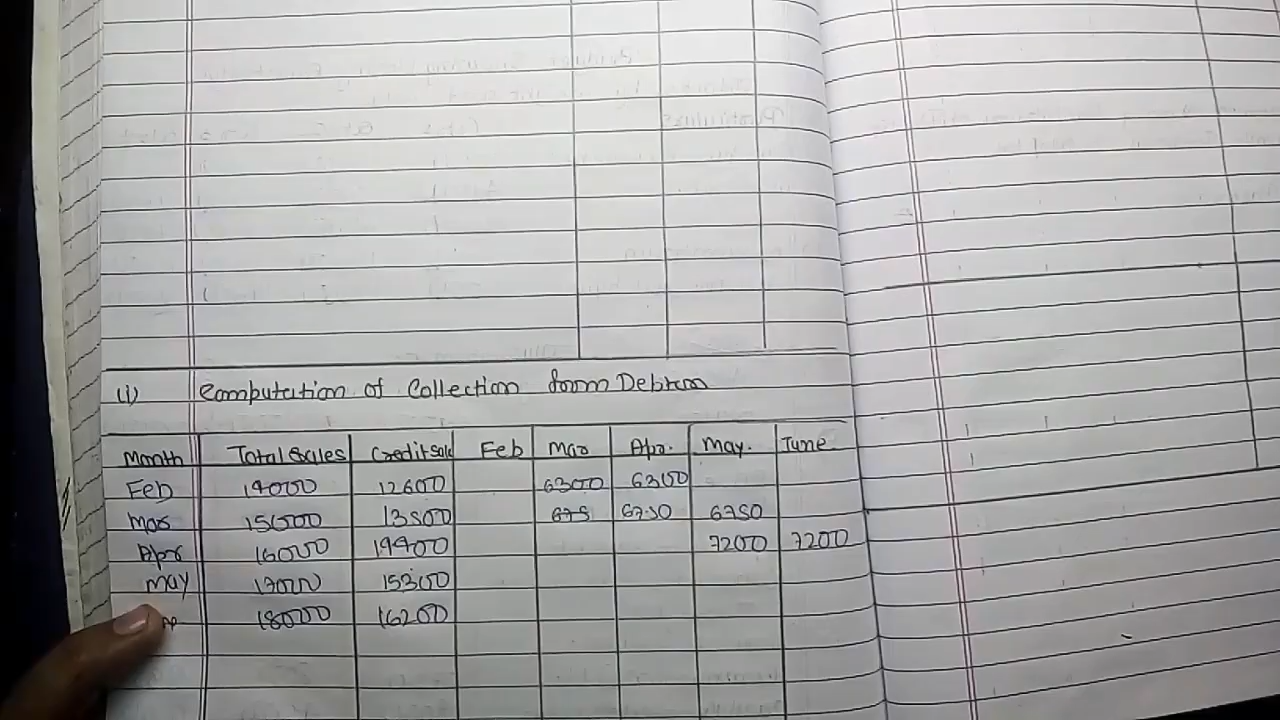 (i) Computation of Collection from Debtors
Month Total Sales Credit Sale Feb Mar Apr. May. June
Feb 14000 12600 6300 6300
Mar 15000 13500 675 6750 6750
Apr 16000 14400 7200 7200
May 17000 15300
18000 16200